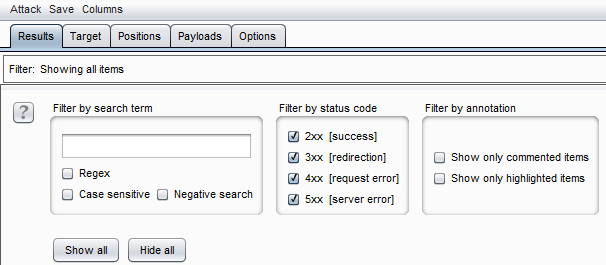 Attack Save Columns
Results Target Positions Payloads Options
Filter: Showing all items
?
Filter by search term
Regex
Case sensitive Negative search
Filter by status code
2xx [success]
3xx [redirection]
4xx [request error]
5xx [server error]
Filter by annotation
Show only commented items
Show only highlighted items
Show all Hide all